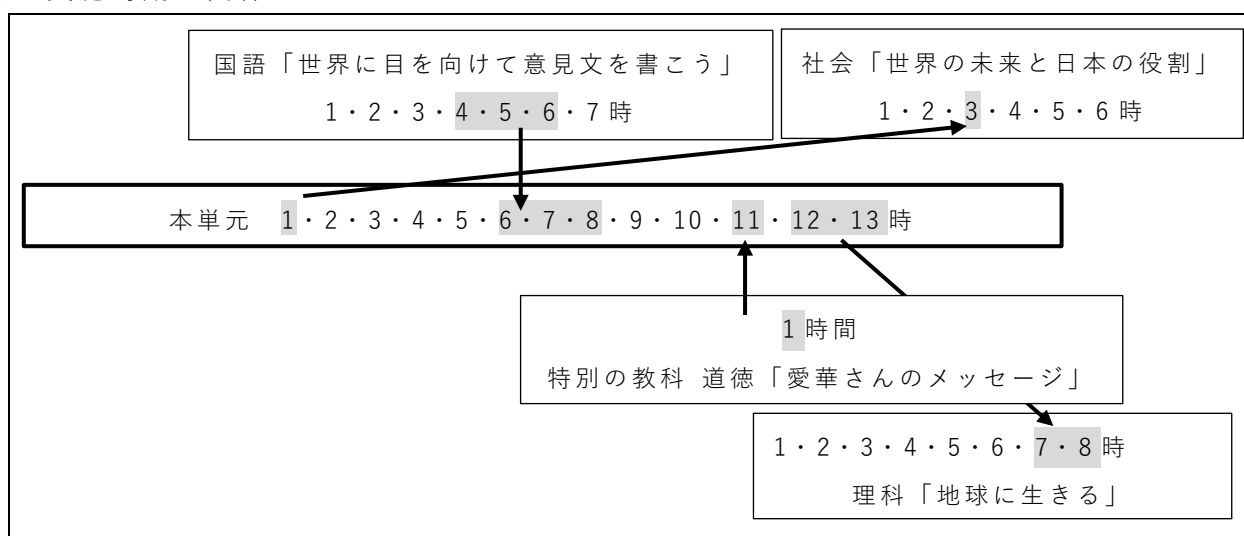 国語「世界に目を向けて意見文を書こう」
1・2・3・4・5・6・7時
社会「世界の未来と日本の役割」
1・2・3・4・5・6時
本単元 1・2・3・4・5・6・7・8・9・10・11・12・13時
1時間
特別の教科 道徳「愛華さんのメッセージ」
1・2・3・4・5・6・7・8時
理科「地球に生きる」